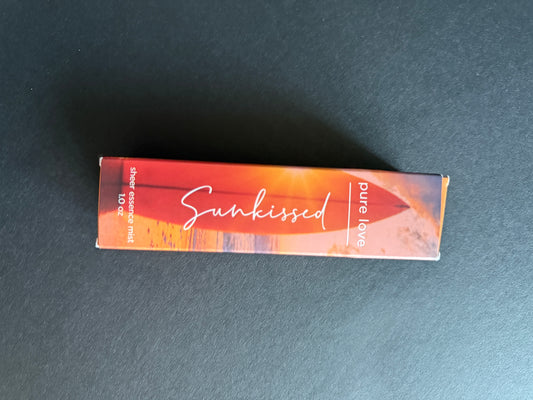 pure love
Sunkissed
sheer essence mist
1.0 oz